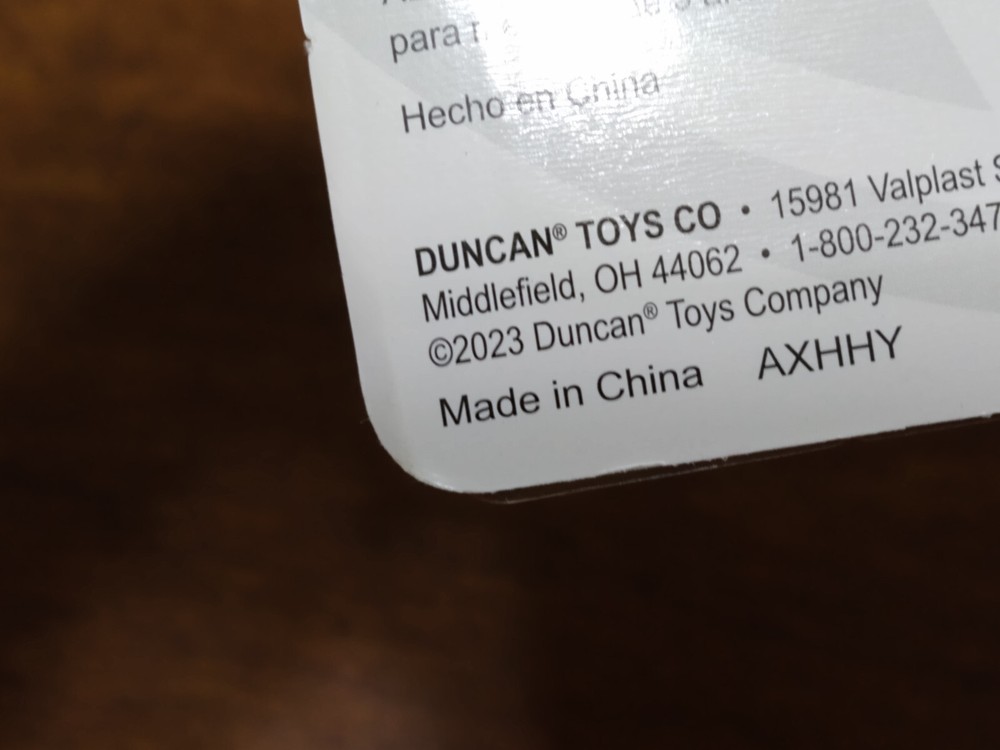 para
Hecho en China
DUNCAN® TOYS CO • 15981 Valplast
Middlefield, OH 44062 • 1-800-232-347
©2023 Duncan® Toys Company
Made in China AXHHY